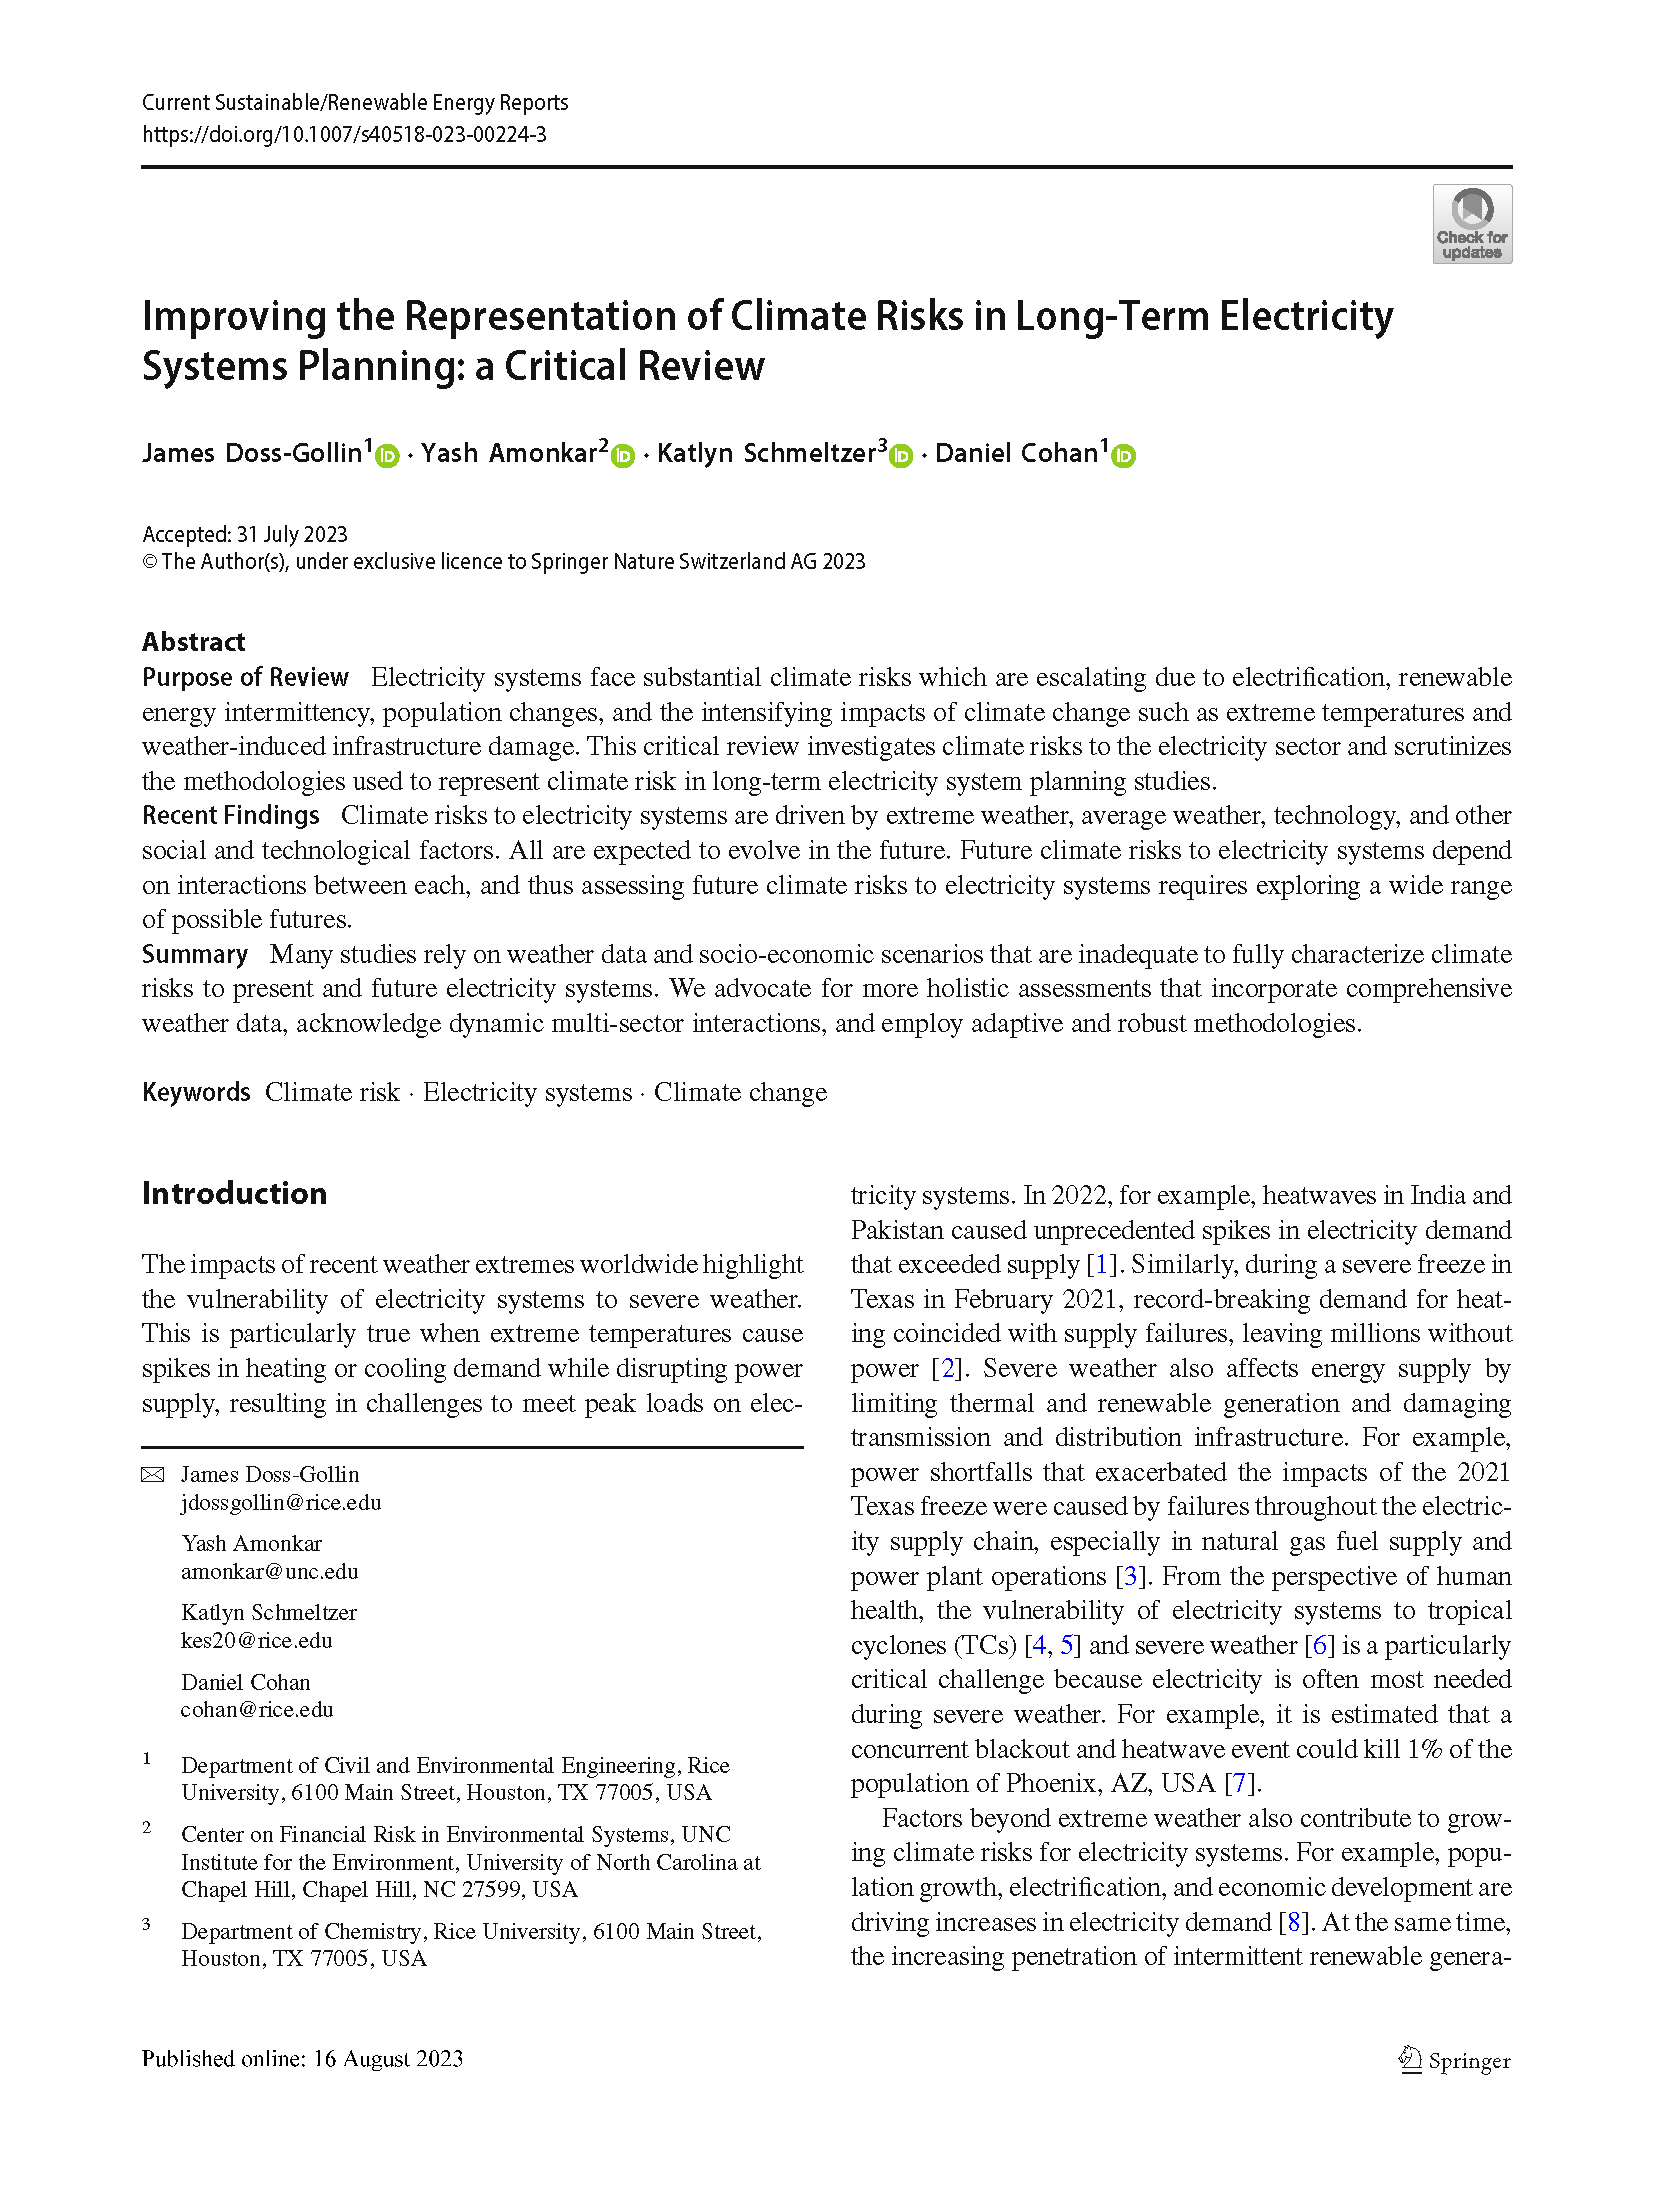 Current Sustainable/Renewable Energy Reports
https://doi.org/10.1007/s40518-023-00224-3
Check for
updates
Improving the Representation of Climate Risks in Long-Term Electricity
Systems Planning: a Critical Review
James Doss-Gollin1 iD · Yash Amonkar2 iD · Katlyn Schmeltzer3 iD · Daniel Cohan1 iD
Accepted: 31 July 2023
© The Author(s), under exclusive licence to Springer Nature Switzerland AG 2023
Abstract
Purpose of Review Electricity systems face substantial climate risks which are escalating due to electrification, renewable
energy intermittency, population changes, and the intensifying impacts of climate change such as extreme temperatures and
weather-induced infrastructure damage. This critical review investigates climate risks to the electricity sector and scrutinizes
the methodologies used to represent climate risk in long-term electricity system planning studies.
Recent Findings Climate risks to electricity systems are driven by extreme weather, average weather, technology, and other
social and technological factors. All are expected to evolve in the future. Future climate risks to electricity systems depend
on interactions between each, and thus assessing future climate risks to electricity systems requires exploring a wide range
of possible futures.
Summary Many studies rely on weather data and socio-economic scenarios that are inadequate to fully characterize climate
risks to present and future electricity systems. We advocate for more holistic assessments that incorporate comprehensive
weather data, acknowledge dynamic multi-sector interactions, and employ adaptive and robust methodologies.
Keywords Climate risk · Electricity systems · Climate change
Introduction
The impacts of recent weather extremes worldwide highlight
the vulnerability of electricity systems to severe weather.
This is particularly true when extreme temperatures cause
spikes in heating or cooling demand while disrupting power
supply, resulting in challenges to meet peak loads on elec-
James Doss-Gollin
jdossgollin@rice.edu
Yash Amonkar
amonkar@unc.edu
Katlyn Schmeltzer
kes20@rice.edu
Daniel Cohan
cohan@rice.edu
1 Department of Civil and Environmental Engineering, Rice
University, 6100 Main Street, Houston, TX 77005, USA
2 Center on Financial Risk in Environmental Systems, UNC
Institute for the Environment, University of North Carolina at
Chapel Hill, Chapel Hill, NC 27599, USA
3 Department of Chemistry, Rice University, 6100 Main Street,
Houston, TX 77005, USA
tricity systems. In 2022, for example, heatwaves in India and
Pakistan caused unprecedented spikes in electricity demand
that exceeded supply [1]. Similarly, during a severe freeze in
Texas in February 2021, record-breaking demand for heat-
ing coincided with supply failures, leaving millions without
power [2]. Severe weather also affects energy supply by
limiting thermal and renewable generation and damaging
transmission and distribution infrastructure. For example,
power shortfalls that exacerbated the impacts of the 2021
Texas freeze were caused by failures throughout the electric-
ity supply chain, especially in natural gas fuel supply and
power plant operations [3]. From the perspective of human
health, the vulnerability of electricity systems to tropical
cyclones (TCs) [4, 5] and severe weather [6] is a particularly
critical challenge because electricity is often most needed
during severe weather. For example, it is estimated that a
concurrent blackout and heatwave event could kill 1% of the
population of Phoenix, AZ, USA [7].
Factors beyond extreme weather also contribute to grow-
ing climate risks for electricity systems. For example, popu-
lation growth, electrification, and economic development are
driving increases in electricity demand [8]. At the same time,
the increasing penetration of intermittent renewable genera-
Published online: 16 August 2023
Springer